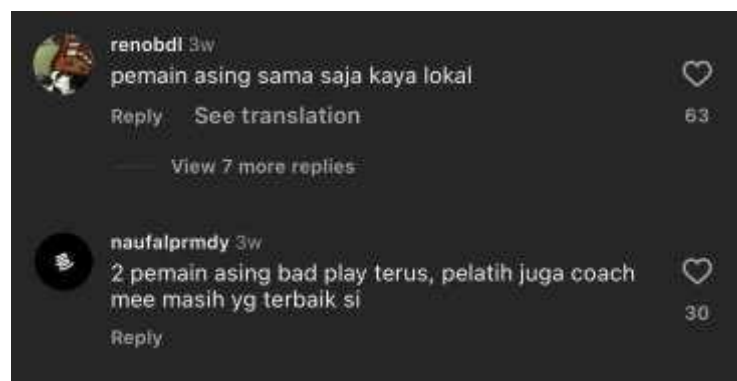 renobdl 3w
pemain asing sama saja kaya lokal
Reply See translation
63
View 7 more replies
naufalprmdy 3w
2 pemain asing bad play terus, pelatih juga coach
mee masih yg terbaik si
30
Reply